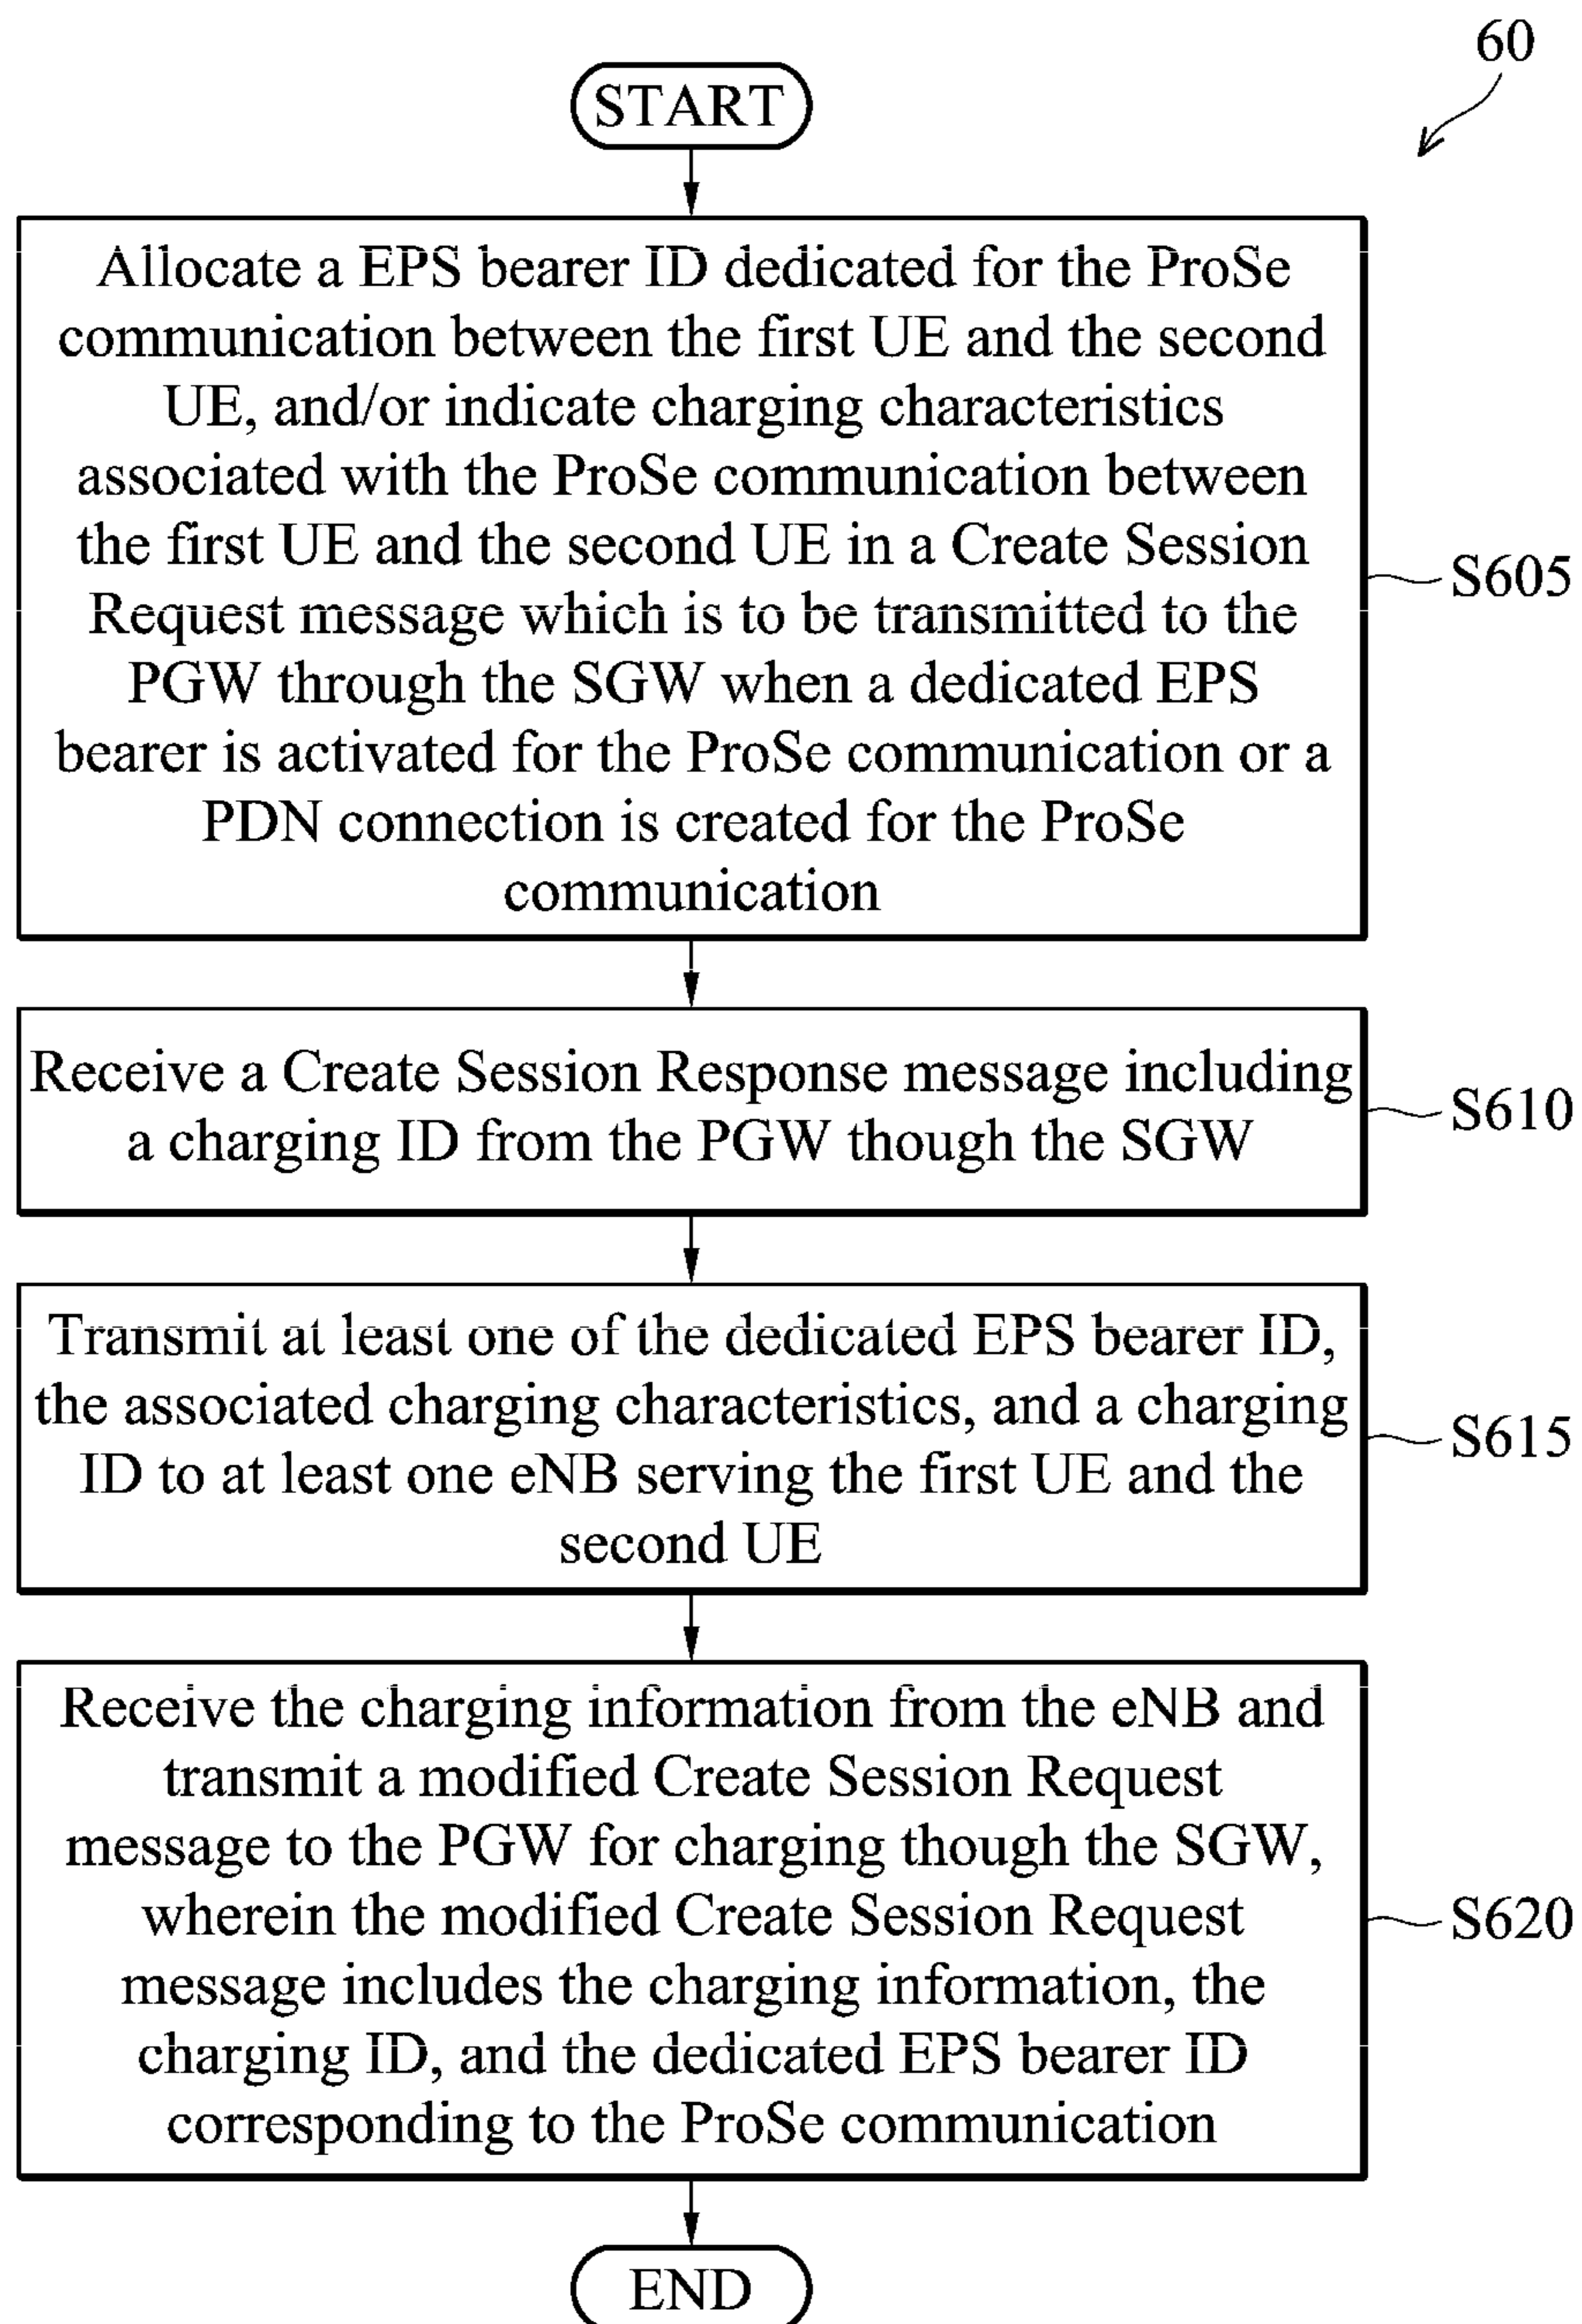 60
START
Allocate a EPS bearer ID dedicated for the ProSe
communication between the first UE and the second
UE, and/or indicate charging characteristics
associated with the ProSe communication between
the first UE and the second UE in a Create Session
Request message which is to be transmitted to the
PGW through the SGW when a dedicated EPS
bearer is activated for the ProSe communication or a
PDN connection is created for the ProSe
communication
S605
Receive a Create Session Response message including
a charging ID from the PGW though the SGW
S610
Transmit at least one of the dedicated EPS bearer ID,
the associated charging characteristics, and a charging
ID to at least one eNB serving the first UE and the
second UE
S615
Receive the charging information from the eNB and
transmit a modified Create Session Request
message to the PGW for charging though the SGW,
wherein the modified Create Session Request
message includes the charging information, the
charging ID, and the dedicated EPS bearer ID
corresponding to the ProSe communication
S620
END